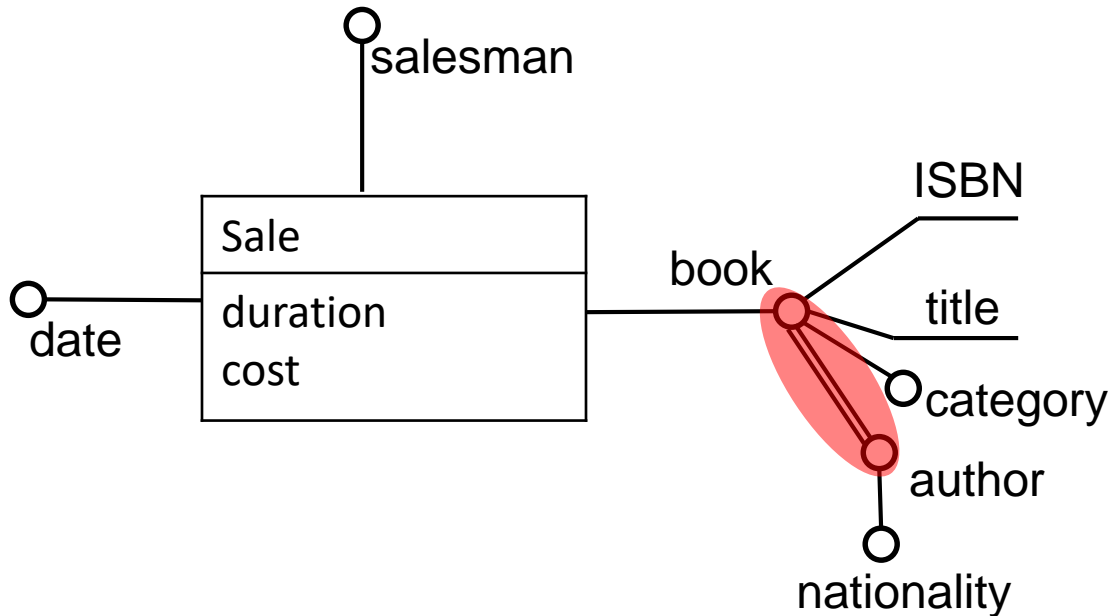 salesman
ISBN
Sale
book
duration
title
date
cost
category
author
nationality